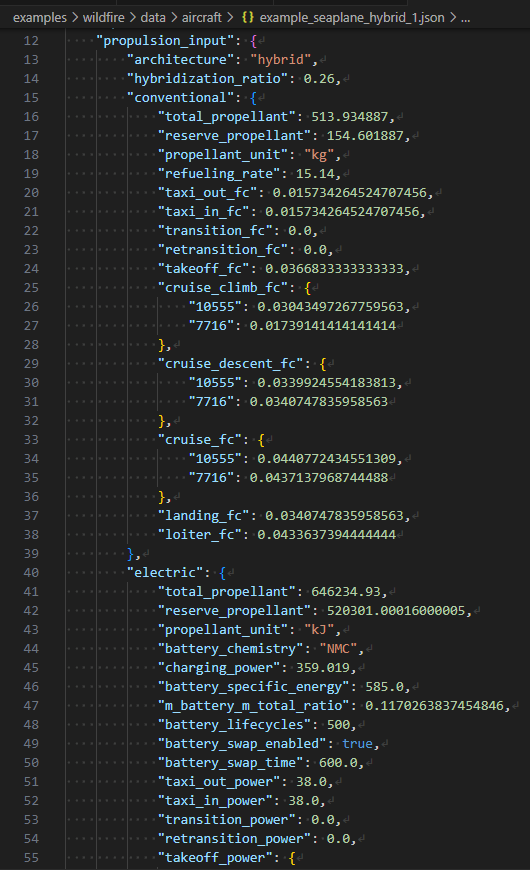 examples > wildfire > data > aircraft > {} example_seaplane_hybrid_1.json > ...
12 "propulsion_input": {
13 "architecture": "hybrid",
14 "hybridization_ratio": 0.26,
15 "conventional": {
16 "total_propellant": 513.934887,
17 "reserve_propellant": 154.601887,
18 "propellant_unit": "kg",
19 "refueling_rate": 15.14,
20 "taxi_out_fc": 0.015734264524707456,
21 "taxi_in_fc": 0.015734264524707456,
22 "transition_fc": 0.0,
23 "retransition_fc": 0.0,
24 "takeoff_fc": 0.0366833333333333,
25 "cruise_climb_fc": {
26 "10555": 0.03043497267759563,
27 "7716": 0.01739141414141414
28 },
29 "cruise_descent_fc": {
30 "10555": 0.0339924554183813,
31 "7716": 0.0340747835958563
32 },
33 "cruise_fc": {
34 "10555": 0.0440772434551309,
35 "7716": 0.0437137968744488
36 },
37 "landing_fc": 0.0340747835958563,
38 "loiter_fc": 0.0433637394444444
39 },
40 "electric": {
41 "total_propellant": 646234.93,
42 "reserve_propellant": 520301.00016000005,
43 "propellant_unit": "kJ",
44 "battery_chemistry": "NMC",
45 "charging_power": 359.019,
46 "battery_specific_energy": 585.0,
47 "m_battery_m_total_ratio": 0.1170263837454846,
48 "battery_lifecycles": 500,
49 "battery_swap_enabled": true,
50 "battery_swap_time": 600.0,
51 "taxi_out_power": 38.0,
52 "taxi_in_power": 38.0,
53 "transition_power": 0.0,
54 "retransition_power": 0.0,
55 "takeoff_power": {